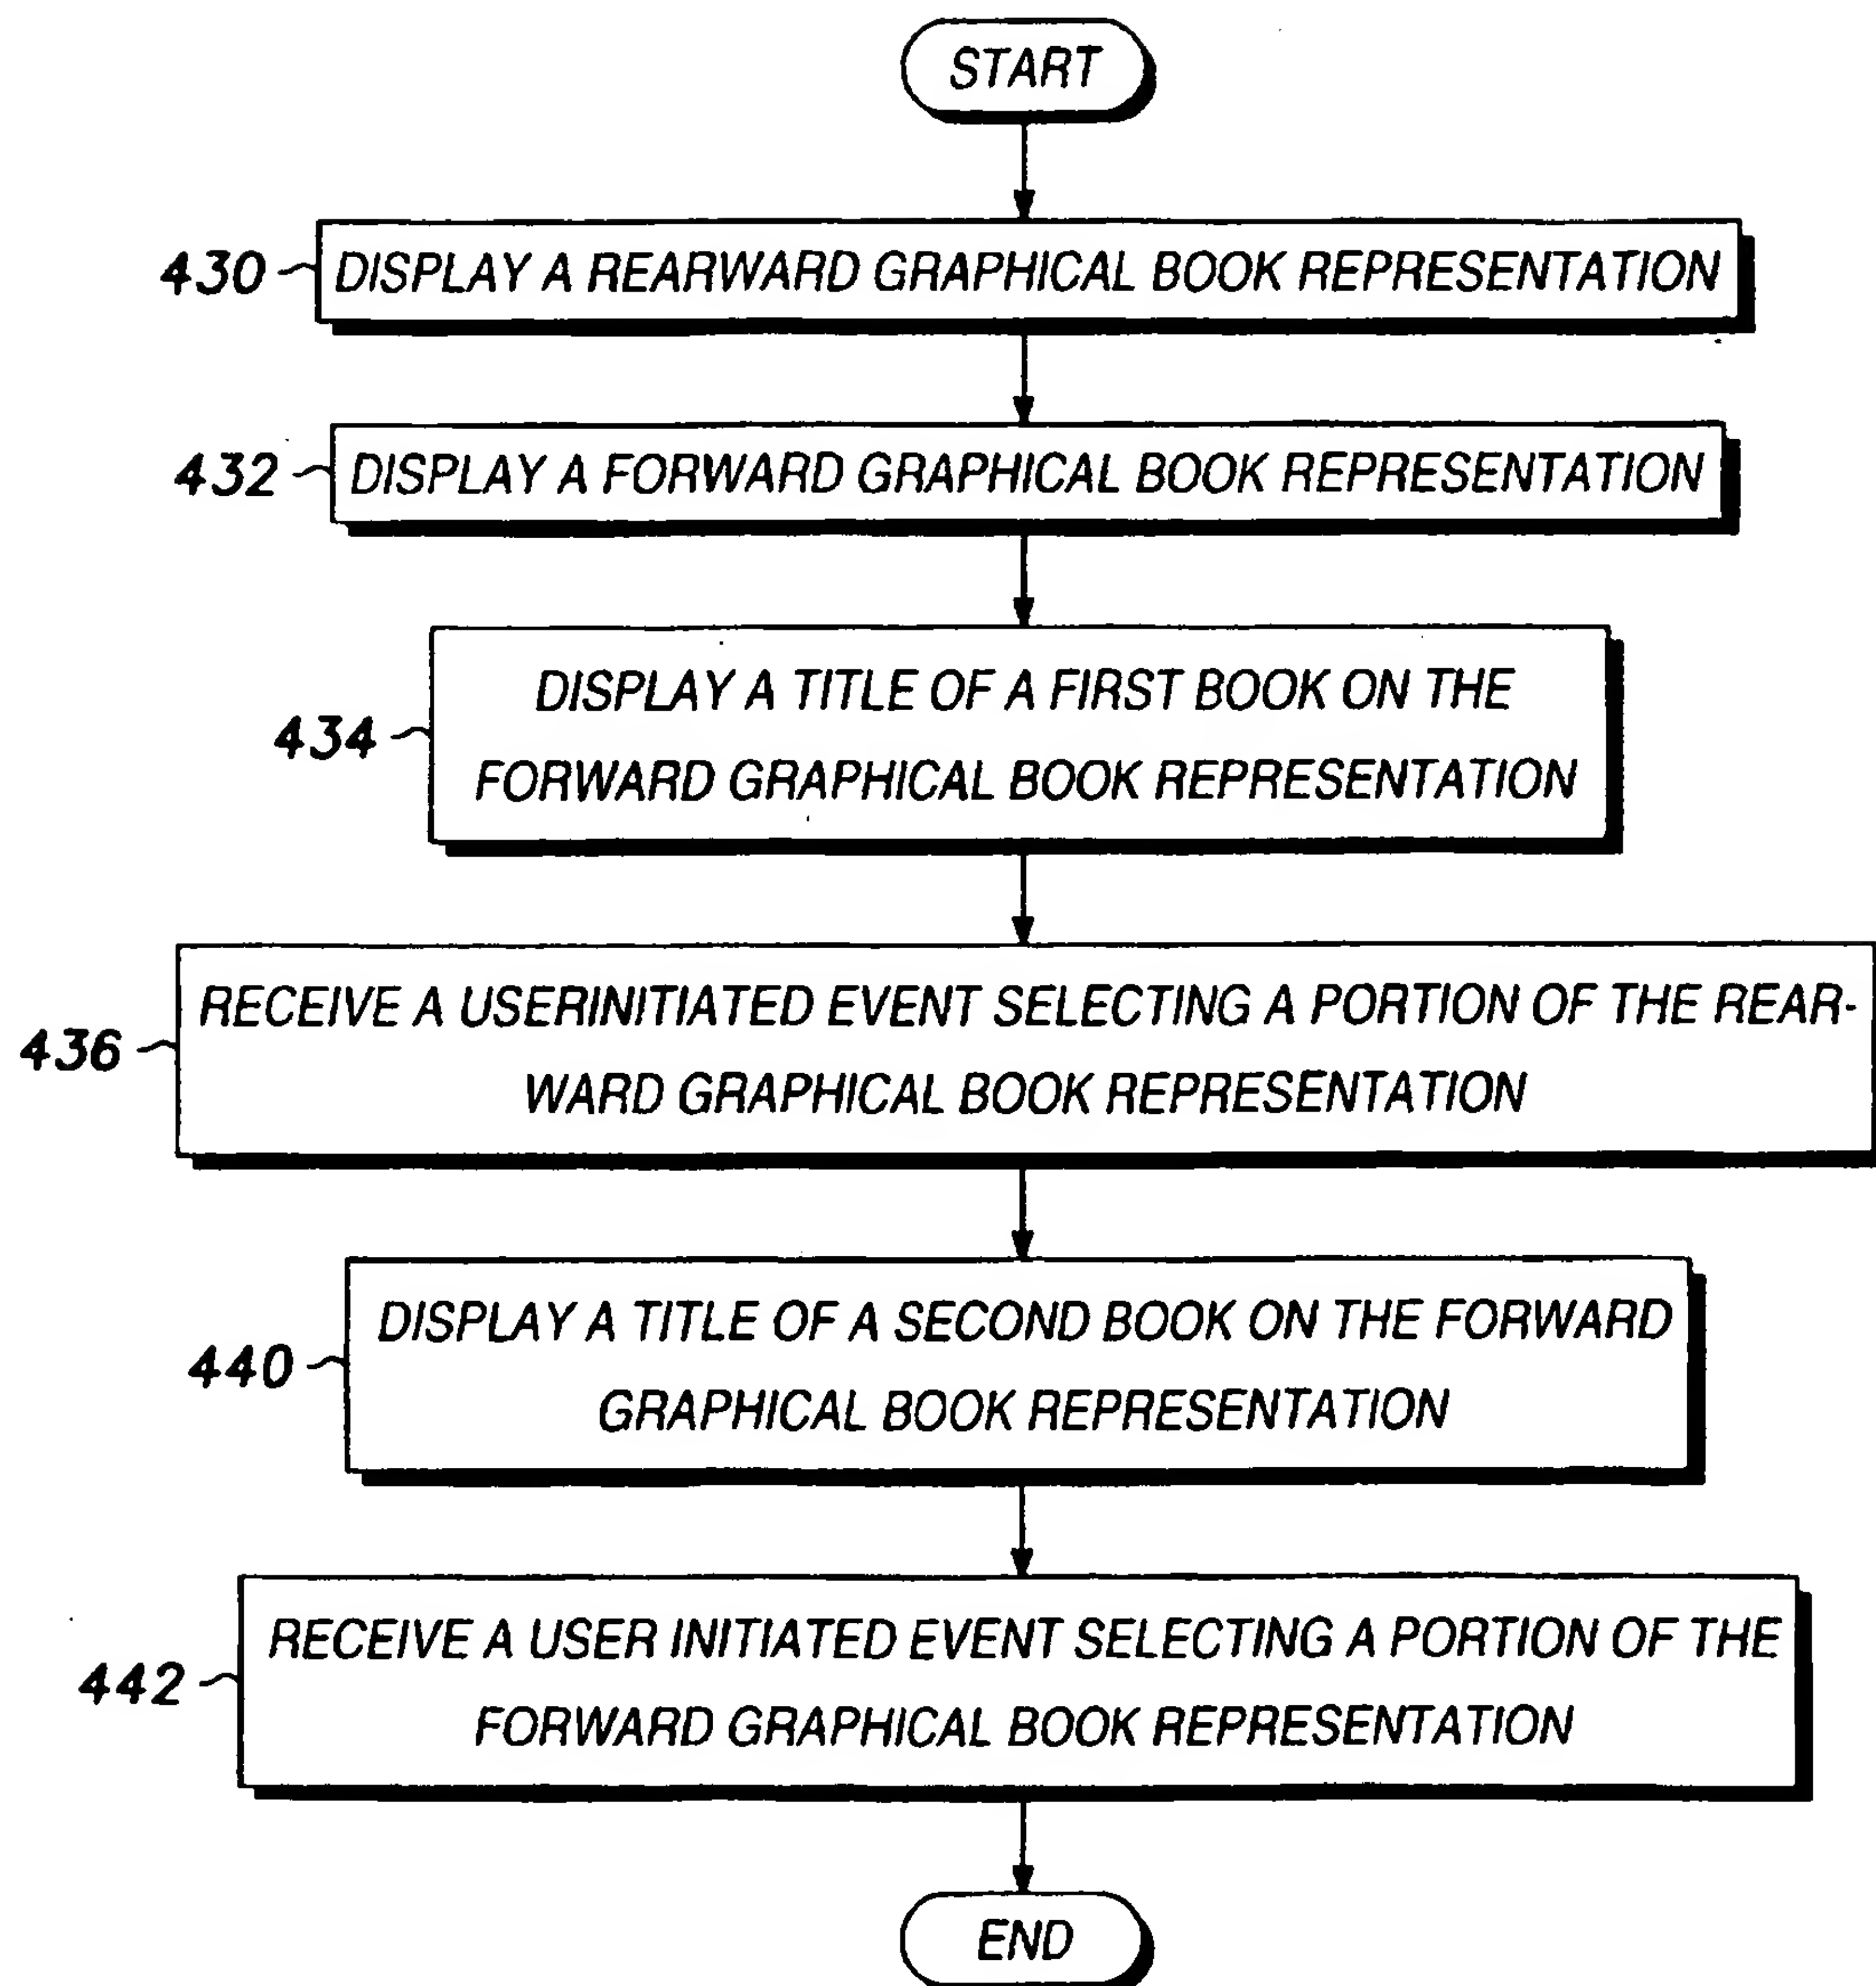 START
430
DISPLAY A REARWARD GRAPHICAL BOOK REPRESENTATION
432
DISPLAY A FORWARD GRAPHICAL BOOK REPRESENTATION
434
DISPLAY A TITLE OF A FIRST BOOK ON THE
FORWARD GRAPHICAL BOOK REPRESENTATION
436
RECEIVE A USERINITIATED EVENT SELECTING A PORTION OF THE REAR-
WARD GRAPHICAL BOOK REPRESENTATION
440
DISPLAY A TITLE OF A SECOND BOOK ON THE FORWARD
GRAPHICAL BOOK REPRESENTATION
442
RECEIVE A USER INITIATED EVENT SELECTING A PORTION OF THE
FORWARD GRAPHICAL BOOK REPRESENTATION
END